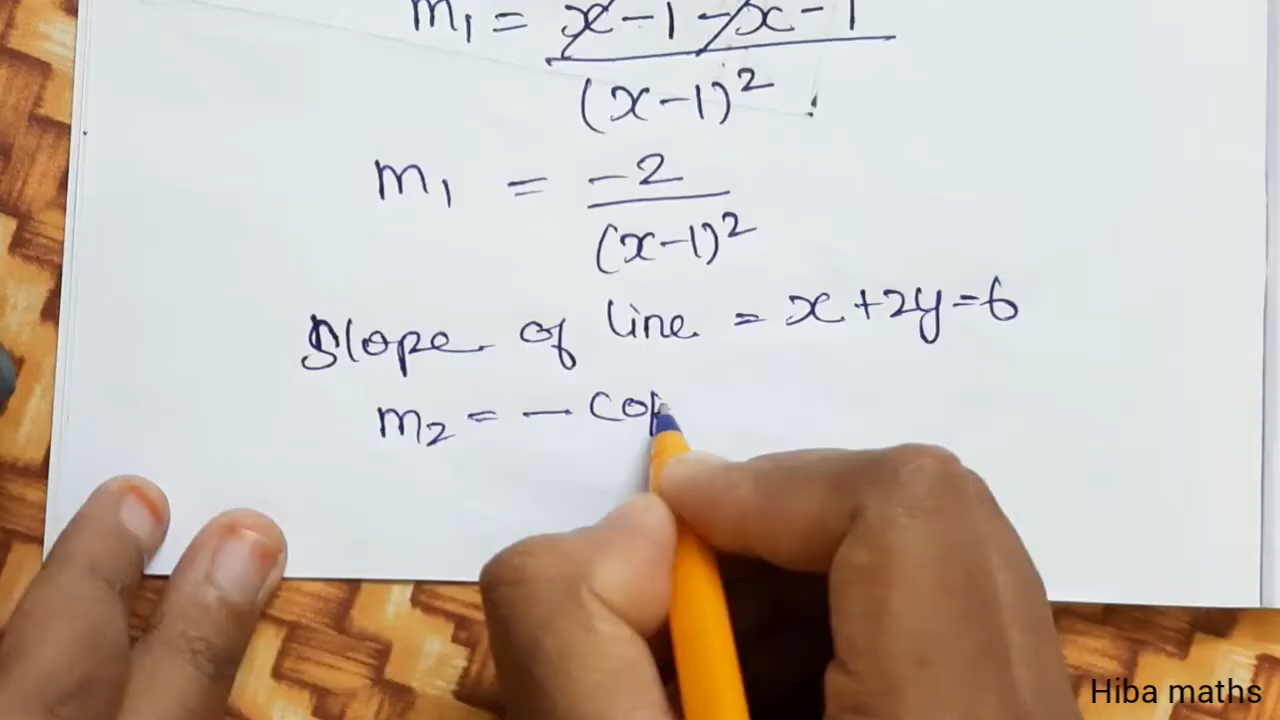 m₁ = x-1-x-1
(x-1)²
m₁ = -2
(x-1)²
Slope of line = x+2y=6
m₂ = - co
Hiba maths